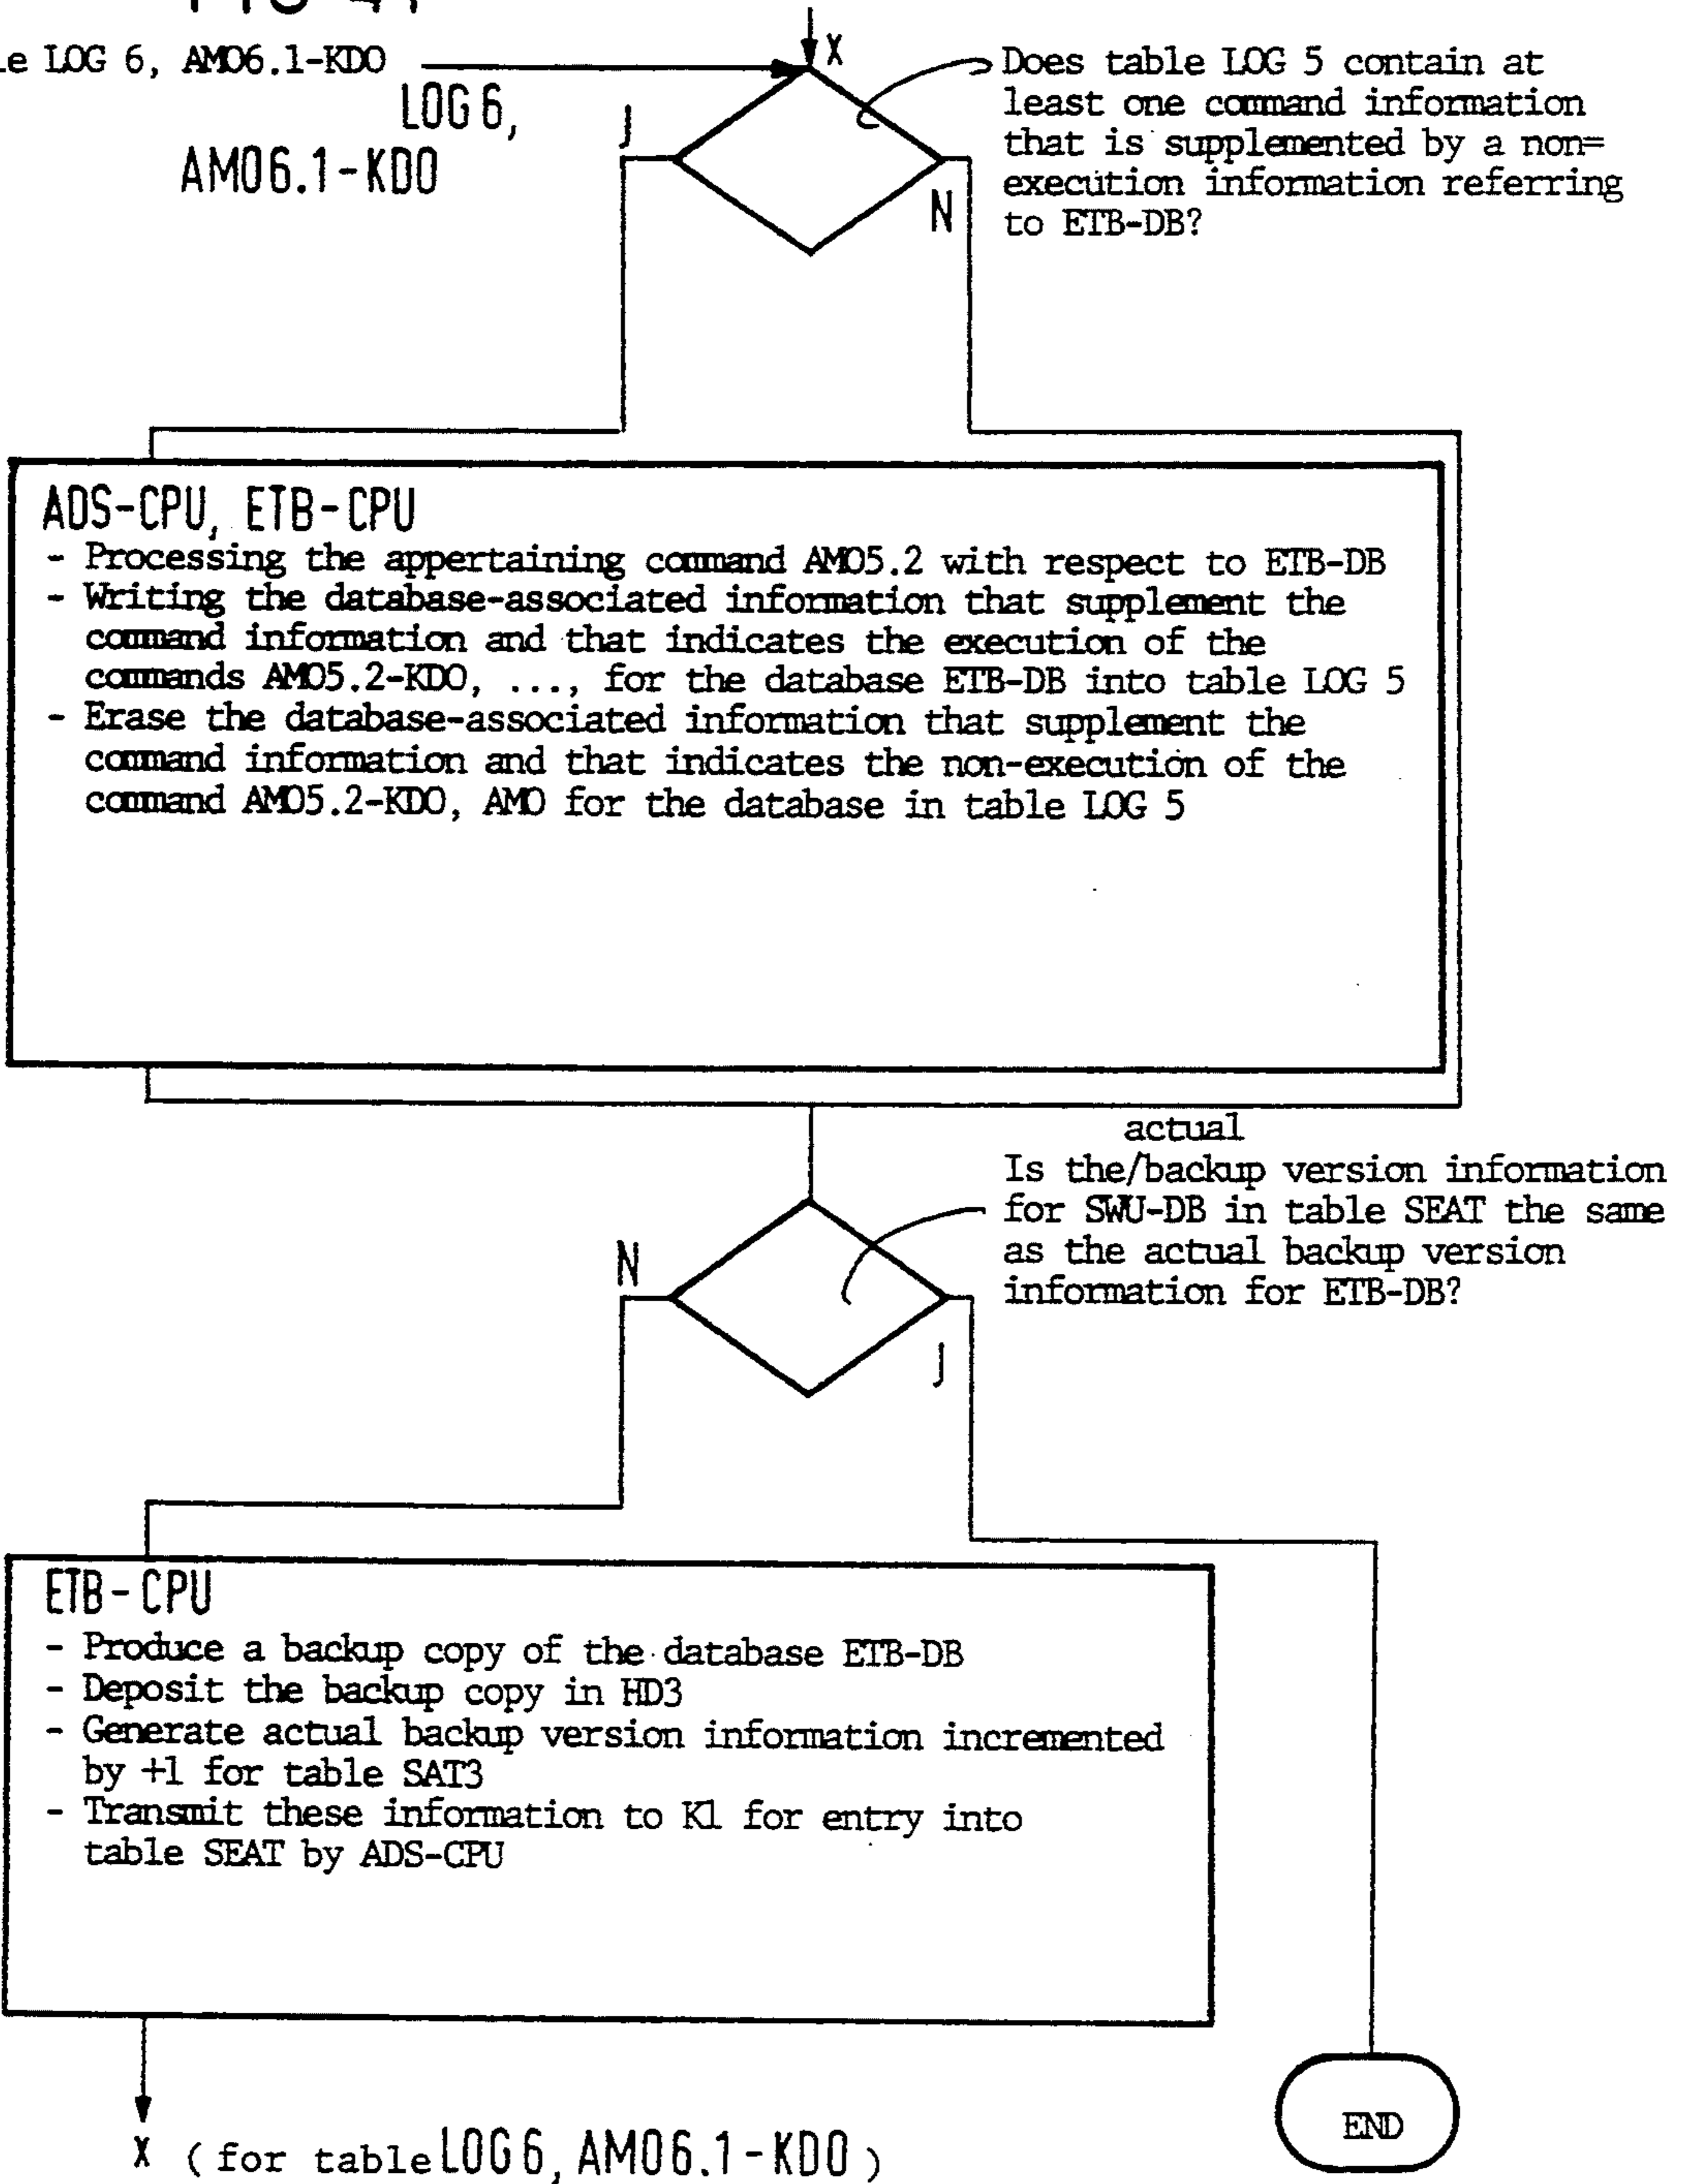 le LOG 6, AMO6.1-KDO
X
LOG 6,
AMO6.1-KDO
J
N
Does table LOG 5 contain at
least one command information
that is supplemented by a non=
execution information referring
to ETB-DB?
ADS-CPU, ETB-CPU
- Processing the appertaining command AMO5.2 with respect to ETB-DB
- Writing the database-associated information that supplement the
command information and that indicates the execution of the
commands AMO5.2-KDO, ..., for the database ETB-DB into table LOG 5
- Erase the database-associated information that supplement the
command information and that indicates the non-execution of the
command AMO5.2-KDO, AMO for the database in table LOG 5
actual
Is the/backup version information
for SWU-DB in table SEAT the same
as the actual backup version
information for ETB-DB?
N
J
ETB-CPU
- Produce a backup copy of the database ETB-DB
- Deposit the backup copy in HD3
- Generate actual backup version information incremented
by +1 for table SAT3
- Transmit these information to K1 for entry into
table SEAT by ADS-CPU
X (for table LOG 6, AMO6.1-KDO)
END